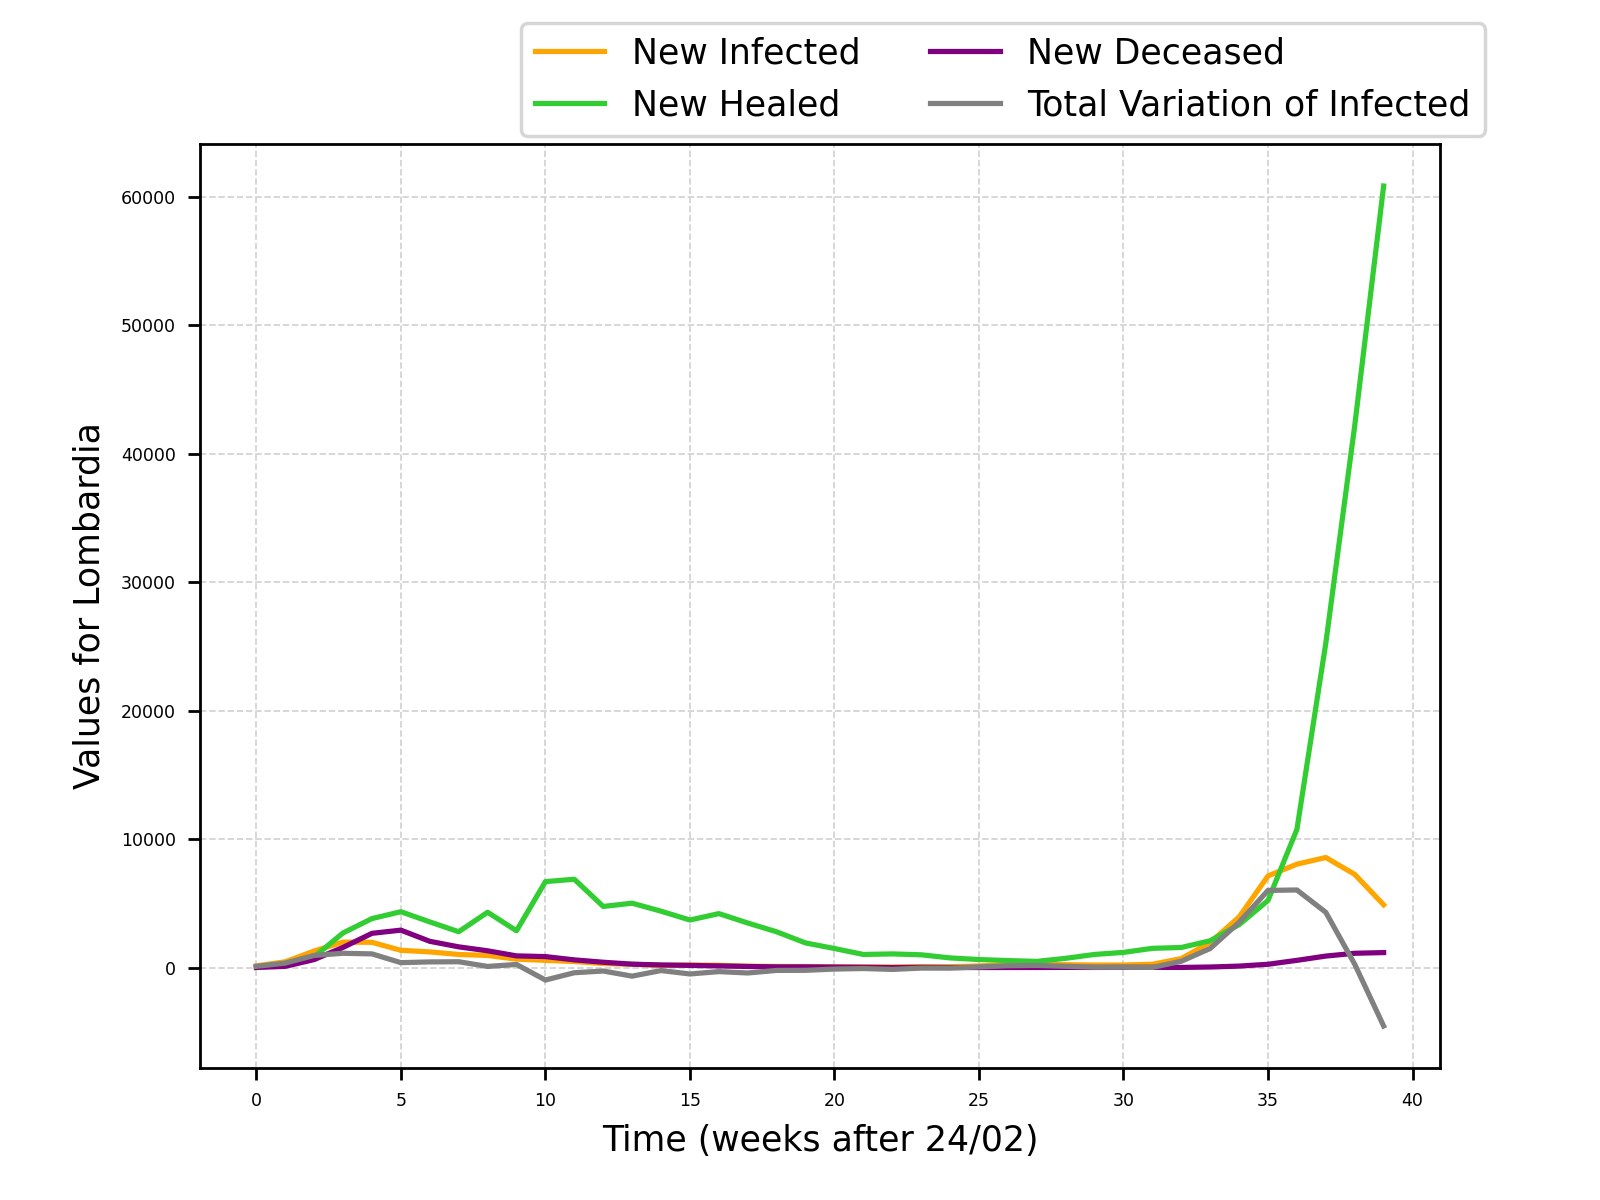 New Infected
New Healed
New Deceased
Total Variation of Infected
Values for Lombardia
60000
50000
40000
30000
20000
10000
0
0 5 10 15 20 25 30 35 40
Time (weeks after 24/02)